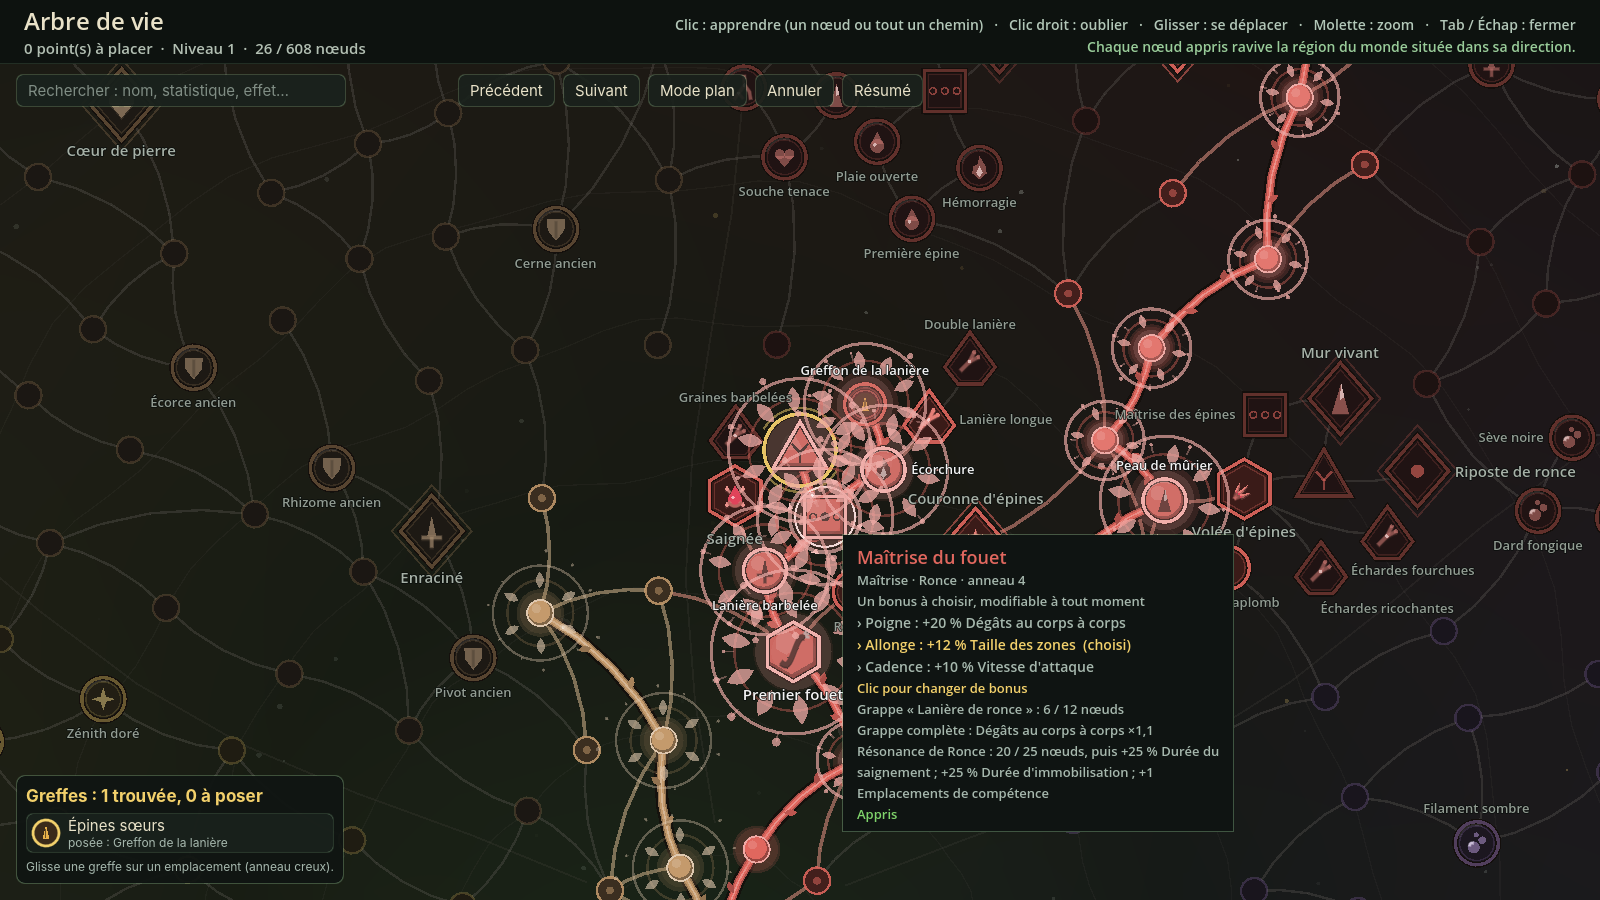 Arbre de vie
0 point(s) à placer · Niveau 1 · 26 / 608 nœuds
Clic : apprendre (un nœud ou tout un chemin) · Clic droit : oublier · Glisser : se déplacer · Molette : zoom · Tab / Échap : fermer
Chaque nœud appris ravive la région du monde située dans sa direction.
Rechercher : nom, statistique, effet...
Précédent
Suivant
Mode plan
Annuler
Résumé
Cœur de pierre
Souche tenace
Plaie ouverte
Hémorragie
Première épine
Cerne ancien
Double lanière
Mur vivant
Greffon de la lanière
Graines barbelées
Écorce ancien
Lanière longue
Maîtrise des épines
Sève noire
Écorchure
Peau de mûrier
Riposte de ronce
Rhizome ancien
Couronne d'épines
Volée d'épines
Saignée
Dard fongique
Enraciné
Échardes fourchues
Lanière barbelée
aplomb
Échardes ricochantes
Pivot ancien
Premier fouet
Zénith doré
Filament sombre
Maîtrise du fouet
Maîtrise · Ronce · anneau 4
Un bonus à choisir, modifiable à tout moment
› Poigne : +20 % Dégâts au corps à corps
› Allonge : +12 % Taille des zones (choisi)
› Cadence : +10 % Vitesse d'attaque
Clic pour changer de bonus
Grappe « Lanière de ronce » : 6 / 12 nœuds
Grappe complète : Dégâts au corps à corps ×1,1
Résonance de Ronce : 20 / 25 nœuds, puis +25 % Durée du
saignement ; +25 % Durée d'immobilisation ; +1
Emplacements de compétence
Appris
Greffes : 1 trouvée, 0 à poser
Épines sœurs
posée : Greffon de la lanière
Glisse une greffe sur un emplacement (anneau creux).